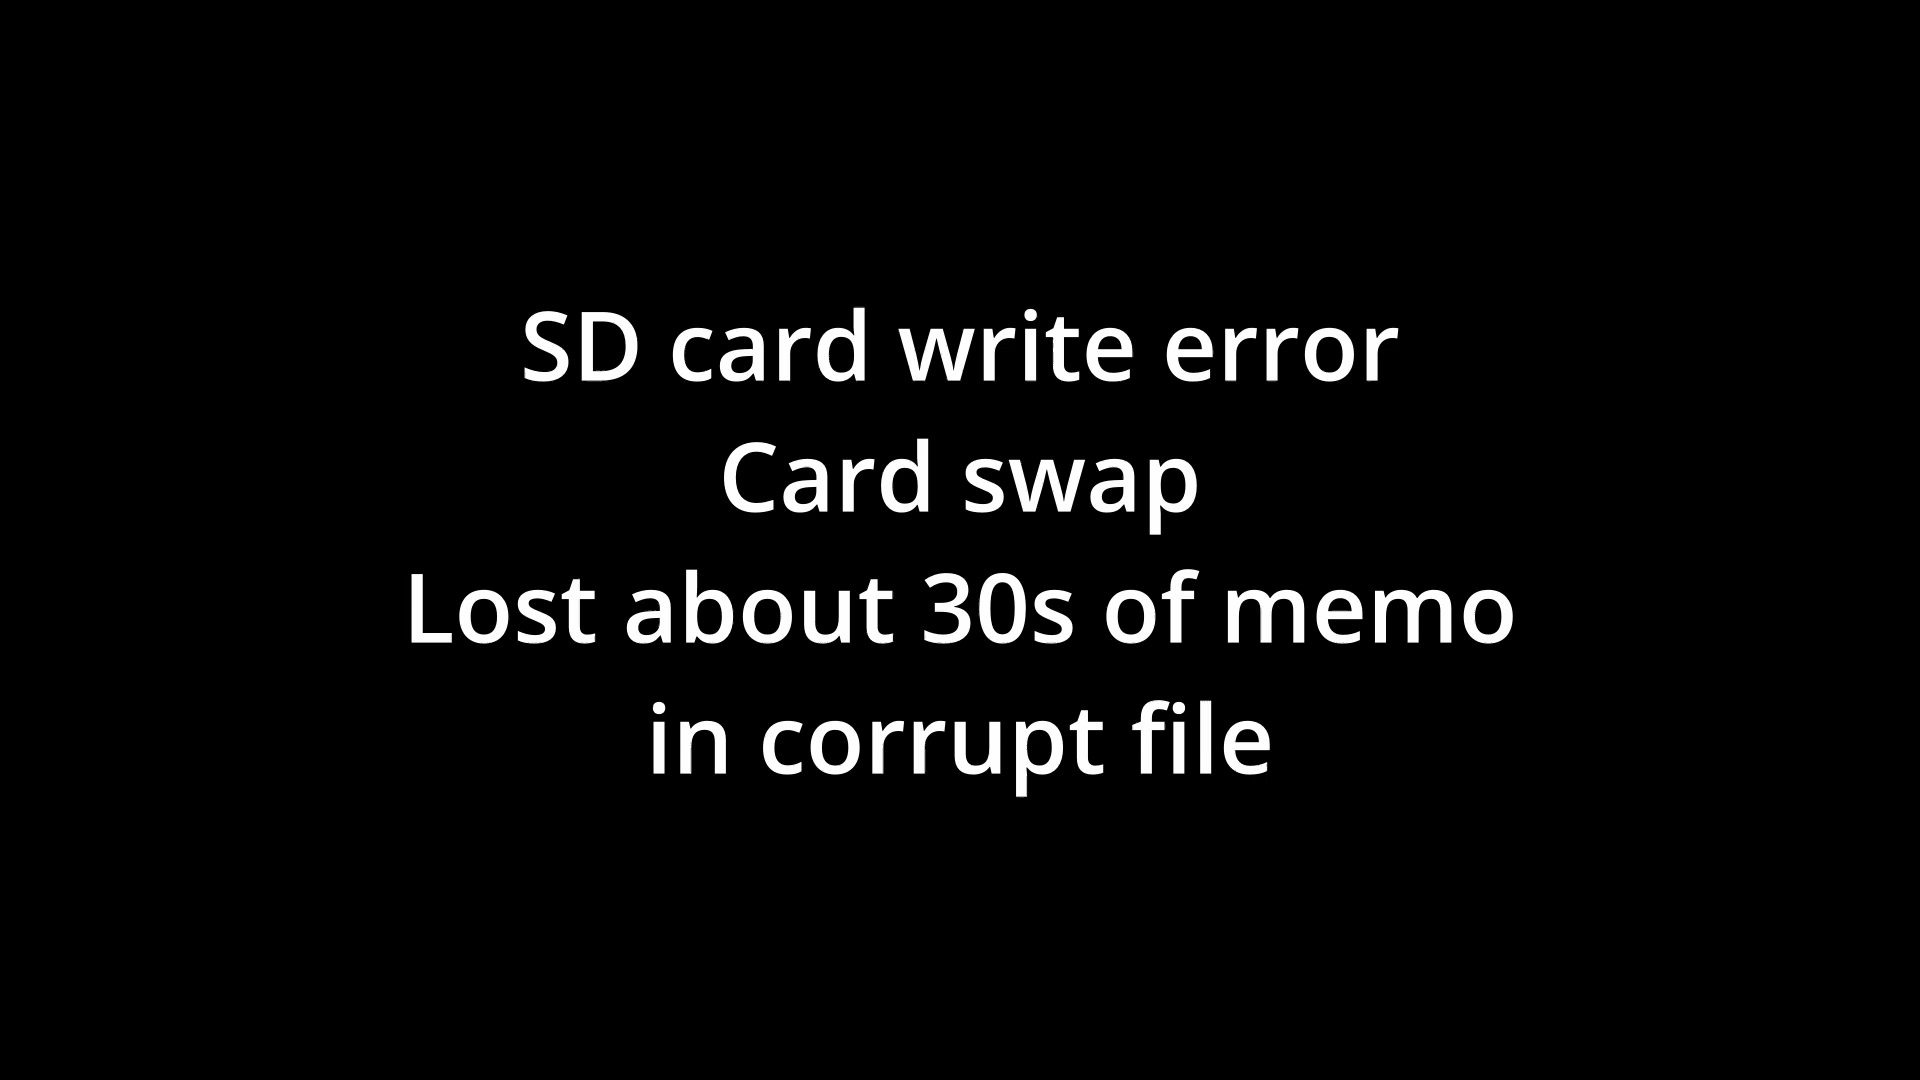 SD card write error
Card swap
Lost about 30s of memo
in corrupt file